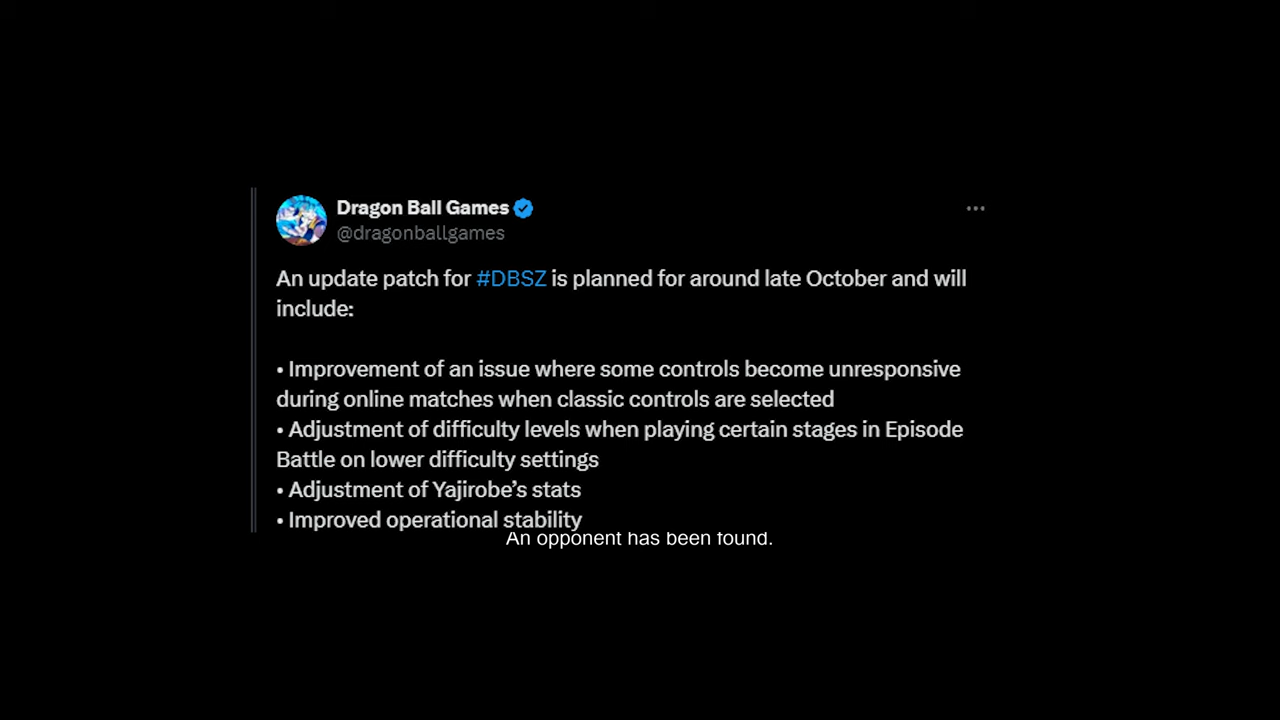 Dragon Ball Games
@dragonballgames
An update patch for #DBSZ is planned for around late October and will
include:
• Improvement of an issue where some controls become unresponsive
during online matches when classic controls are selected
• Adjustment of difficulty levels when playing certain stages in Episode
Battle on lower difficulty settings
• Adjustment of Yajirobe's stats
• Improved operational stability
An opponent has been found.